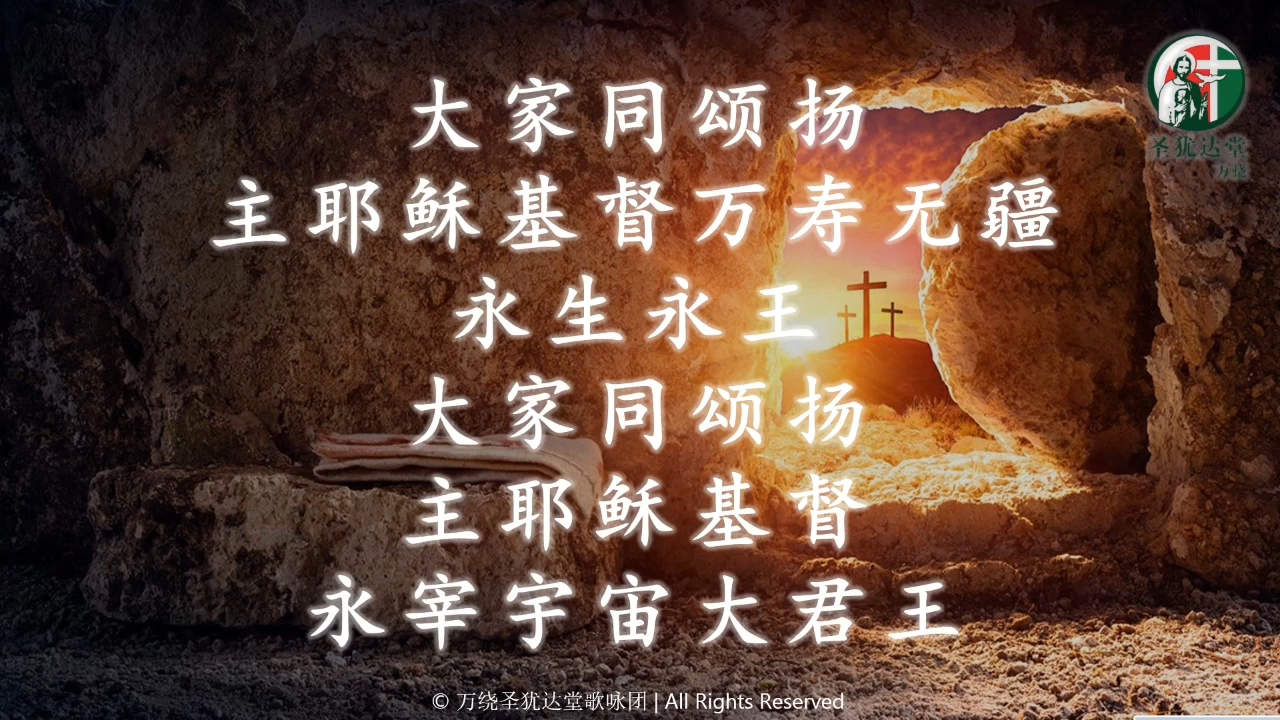 大家同颂扬
主耶稣基督万寿无疆
永生永王
大家同颂扬
主耶稣基督
永宰宇宙大君王
圣犹达堂
万绕
© 万绕圣犹达堂歌咏团 | All Rights Reserved